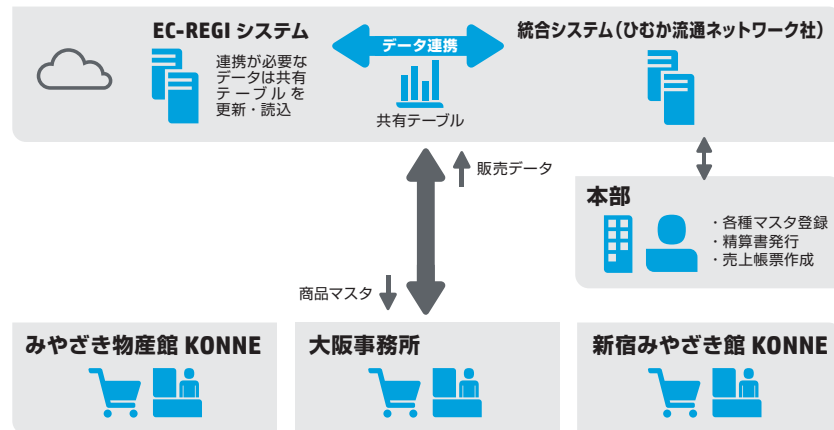 EC-REGI システム
連携が必要な
データは共有
テーブルを
更新・読込
データ連携
共有テーブル
統合システム(ひむか流通ネットワーク社)
販売データ
本部
・各種マスタ登録
・精算書発行
・売上帳票作成
商品マスタ
みやざき物産館 KONNE
大阪事務所
新宿みやざき館 KONNE